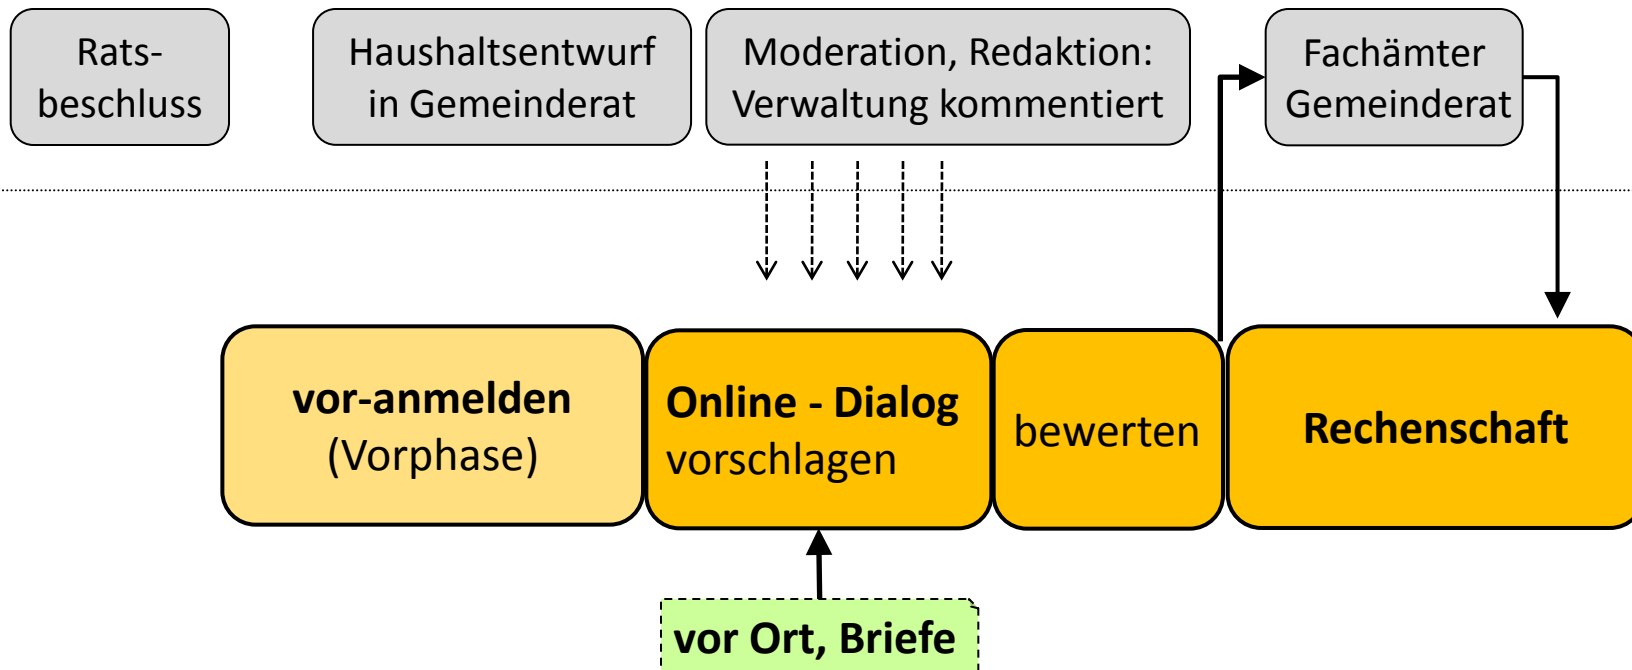 Rats-
beschluss
Haushaltsentwurf
in Gemeinderat
Moderation, Redaktion:
Verwaltung kommentiert
Fachämter
Gemeinderat
vor-anmelden
(Vorphase)
Online - Dialog
vorschlagen
bewerten
Rechenschaft
vor Ort, Briefe